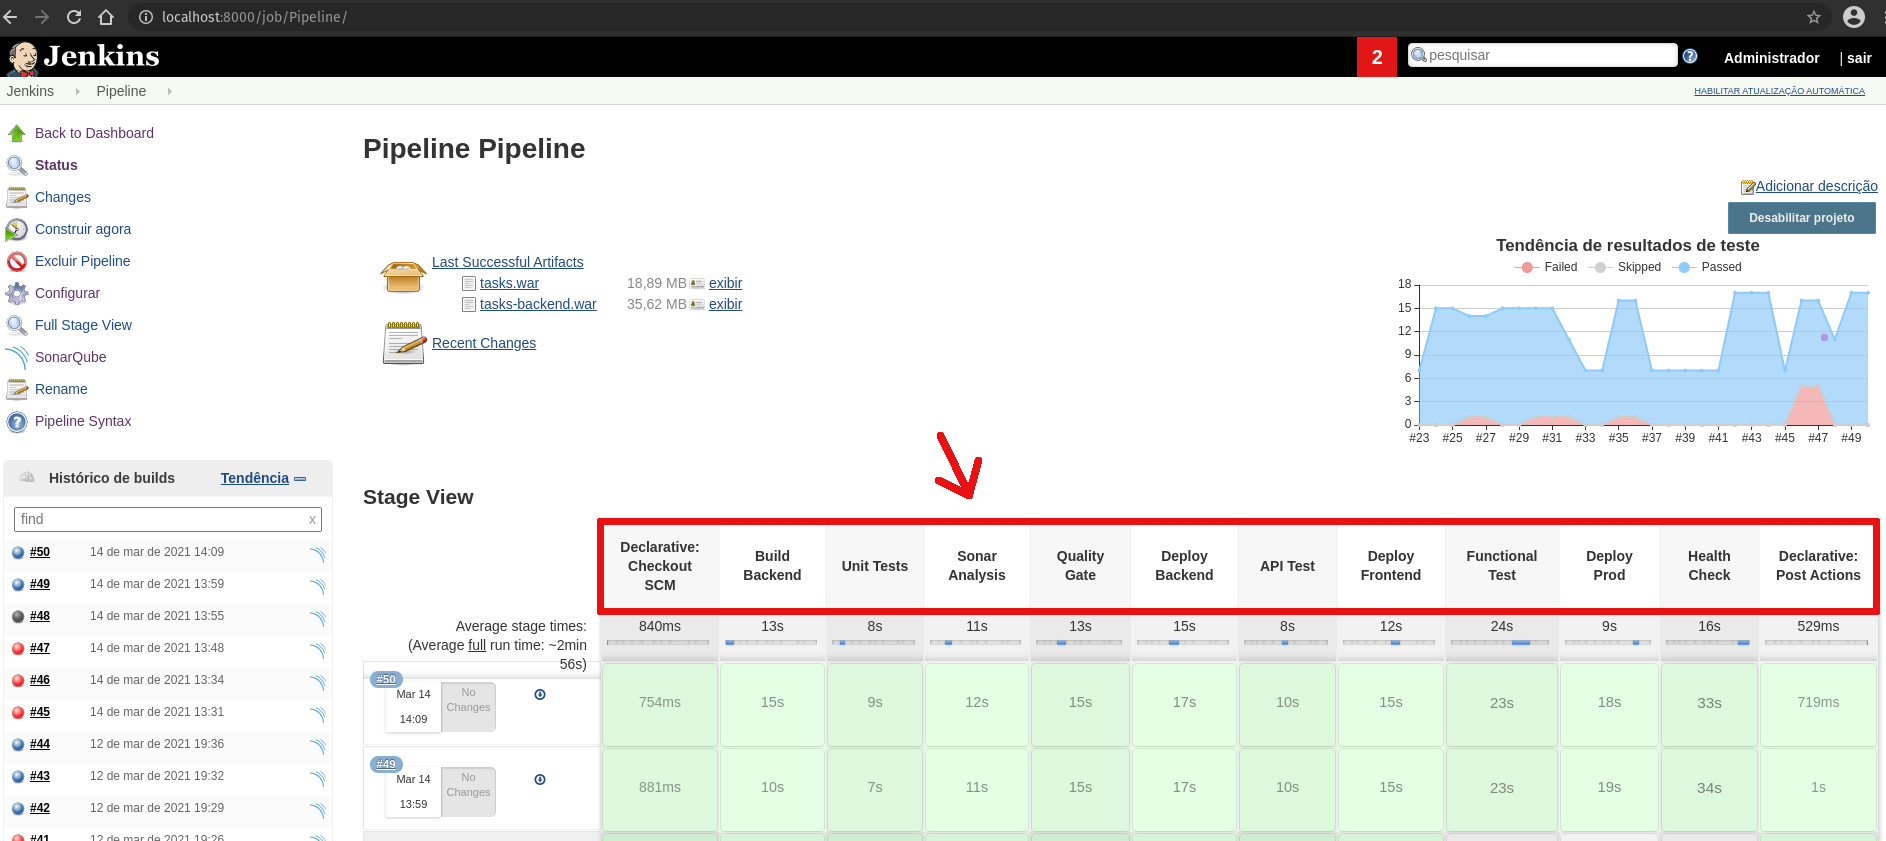 localhost:8000/job/Pipeline/
Jenkins
2
pesquisar
Administrador
| sair
Jenkins
Pipeline
HABILITAR ATUALIZAÇÃO AUTOMÁTICA
Back to Dashboard
Status
Changes
Construir agora
Excluir Pipeline
Configurar
Full Stage View
SonarQube
Rename
Pipeline Syntax
Histórico de builds
Tendência
find
x
#50 14 de mar de 2021 14:09
#49 14 de mar de 2021 13:59
#48 14 de mar de 2021 13:55
#47 14 de mar de 2021 13:48
#46 14 de mar de 2021 13:34
#45 14 de mar de 2021 13:31
#44 12 de mar de 2021 19:36
#43 12 de mar de 2021 19:32
#42 12 de mar de 2021 19:29
#41 12 de mar de 2021 19:26
Pipeline Pipeline
Adicionar descrição
Desabilitar projeto
Last Successful Artifacts
tasks.war 18,89 MB exibir
tasks-backend.war 35,62 MB exibir
Recent Changes
Tendência de resultados de teste
Failed Skipped Passed
18
15
12
9
6
3
0
#23 #25 #27 #29 #31 #33 #35 #37 #39 #41 #43 #45 #47 #49
Stage View
Declarative:
Checkout
SCM
Build
Backend
Unit Tests
Sonar
Analysis
Quality
Gate
Deploy
Backend
API Test
Deploy
Frontend
Functional
Test
Deploy
Prod
Health
Check
Declarative:
Post Actions
Average stage times:
(Average full run time: ~2min
56s)
840ms 13s 8s 11s 13s 15s 8s 12s 24s 9s 16s 529ms
#50
Mar 14
14:09
No
Changes
754ms 15s 9s 12s 15s 17s 10s 15s 23s 18s 33s 719ms
#49
Mar 14
13:59
No
Changes
881ms 10s 7s 11s 15s 17s 10s 15s 23s 19s 34s 1s